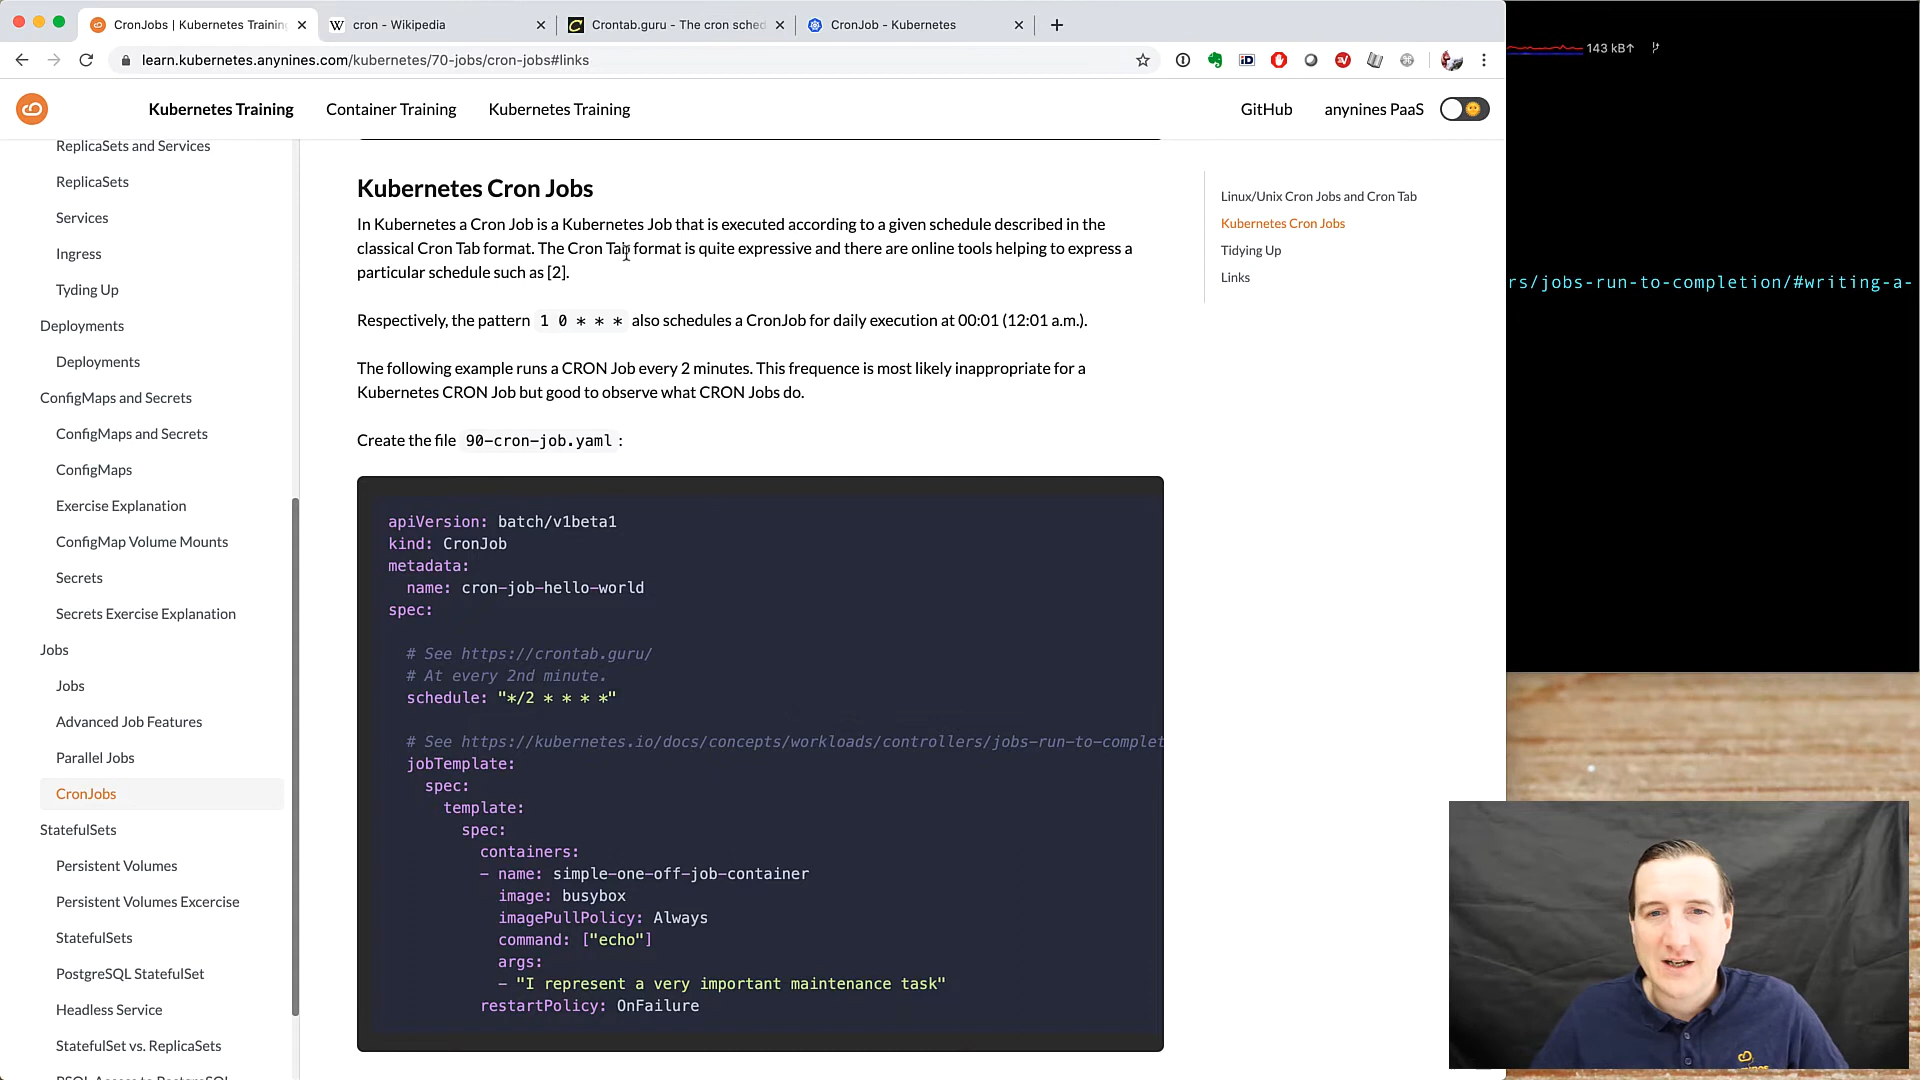 CronJobs | Kubernetes Training
cron - Wikipedia
Crontab.guru - The cron sched
CronJob - Kubernetes
learn.kubernetes.anynines.com/kubernetes/70-jobs/cron-jobs#links
143 kB↑
Kubernetes Training
Container Training
Kubernetes Training
GitHub
anynines PaaS
ReplicaSets and Services
ReplicaSets
Services
Ingress
Tyding Up
Deployments
Deployments
ConfigMaps and Secrets
ConfigMaps and Secrets
ConfigMaps
Exercise Explanation
ConfigMap Volume Mounts
Secrets
Secrets Exercise Explanation
Jobs
Jobs
Advanced Job Features
Parallel Jobs
CronJobs
StatefulSets
Persistent Volumes
Persistent Volumes Excercise
StatefulSets
PostgreSQL StatefulSet
Headless Service
StatefulSet vs. ReplicaSets
Kubernetes Cron Jobs
In Kubernetes a Cron Job is a Kubernetes Job that is executed according to a given schedule described in the
classical Cron Tab format. The Cron Tab format is quite expressive and there are online tools helping to express a
particular schedule such as [2].
Respectively, the pattern 1 0 * * * also schedules a CronJob for daily execution at 00:01 (12:01 a.m.).
The following example runs a CRON Job every 2 minutes. This frequence is most likely inappropriate for a
Kubernetes CRON Job but good to observe what CRON Jobs do.
Create the file 90-cron-job.yaml :
apiVersion: batch/v1beta1
kind: CronJob
metadata:
name: cron-job-hello-world
spec:
# See https://crontab.guru/
# At every 2nd minute.
schedule: "*/2 * * * *"
# See https://kubernetes.io/docs/concepts/workloads/controllers/jobs-run-to-complet
jobTemplate:
spec:
template:
spec:
containers:
- name: simple-one-off-job-container
image: busybox
imagePullPolicy: Always
command: ["echo"]
args:
- "I represent a very important maintenance task"
restartPolicy: OnFailure
Linux/Unix Cron Jobs and Cron Tab
Kubernetes Cron Jobs
Tidying Up
Links
rs/jobs-run-to-completion/#writing-a-